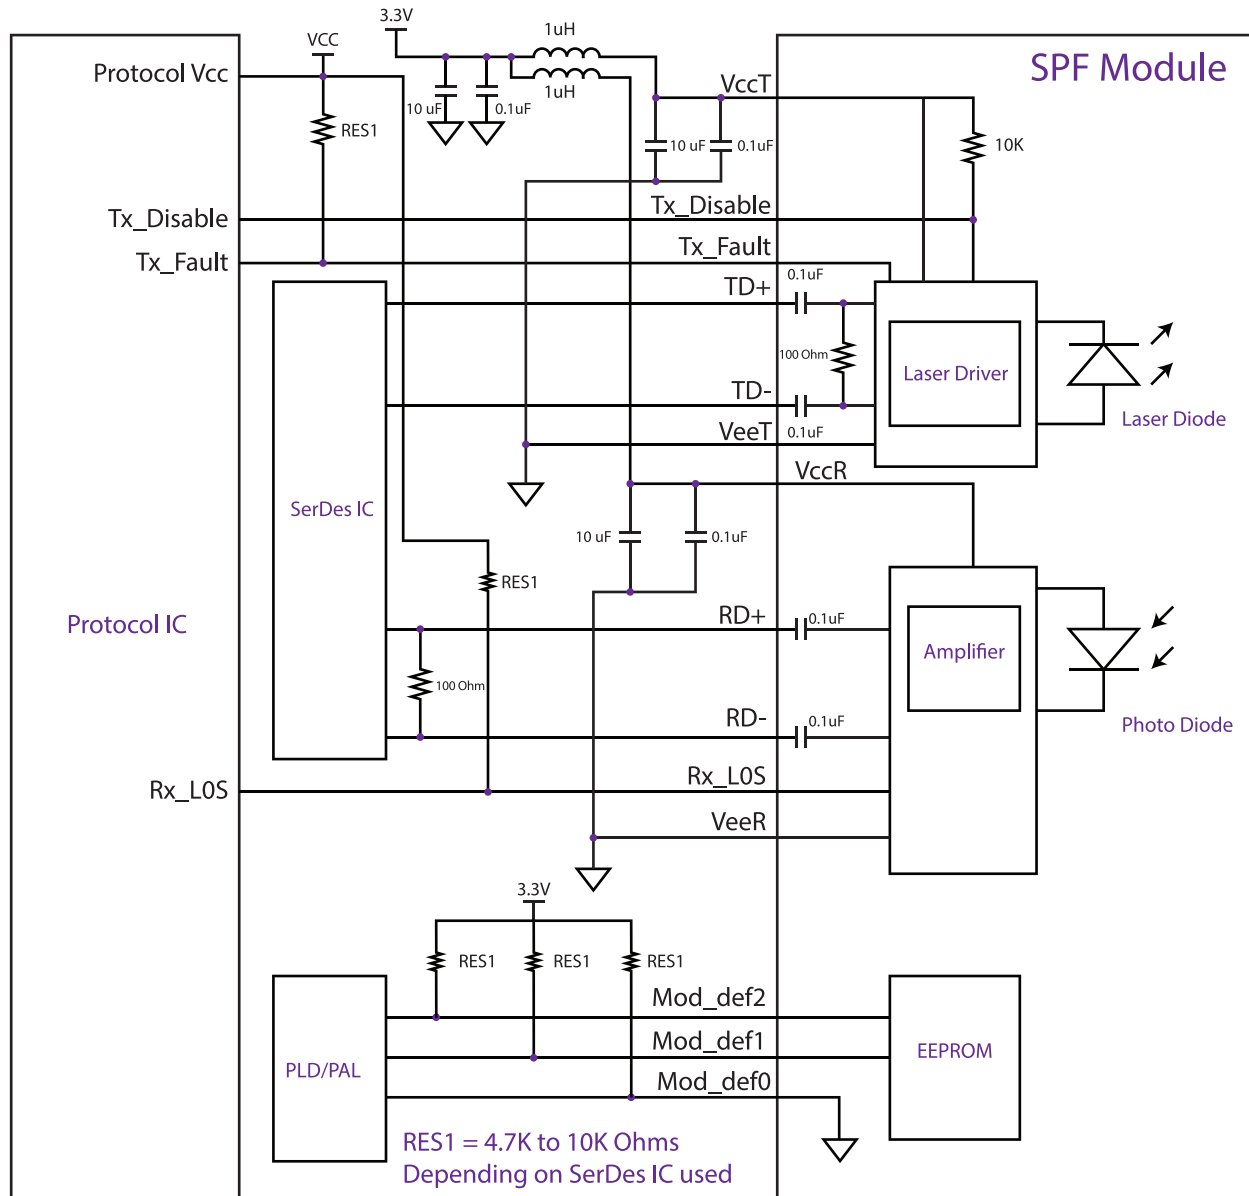 3.3V
1uH
VCC
SPF Module
Protocol Vcc
VccT
1uH
10 uF
0.1uF
RES1
10 uF
0.1uF
10K
Tx_Disable
Tx_Disable
Tx_Fault
Tx_Fault
0.1uF
TD+
100 Ohm
Laser Driver
TD-
Laser Diode
VeeT
0.1uF
VccR
SerDes IC
10 uF
0.1uF
RES1
Protocol IC
RD+
0.1uF
Amplifier
100 Ohm
RD-
0.1uF
Photo Diode
Rx_L0S
Rx_L0S
VeeR
3.3V
RES1
RES1
RES1
Mod_def2
Mod_def1
EEPROM
PLD/PAL
Mod_def0
RES1 = 4.7K to 10K Ohms
Depending on SerDes IC used